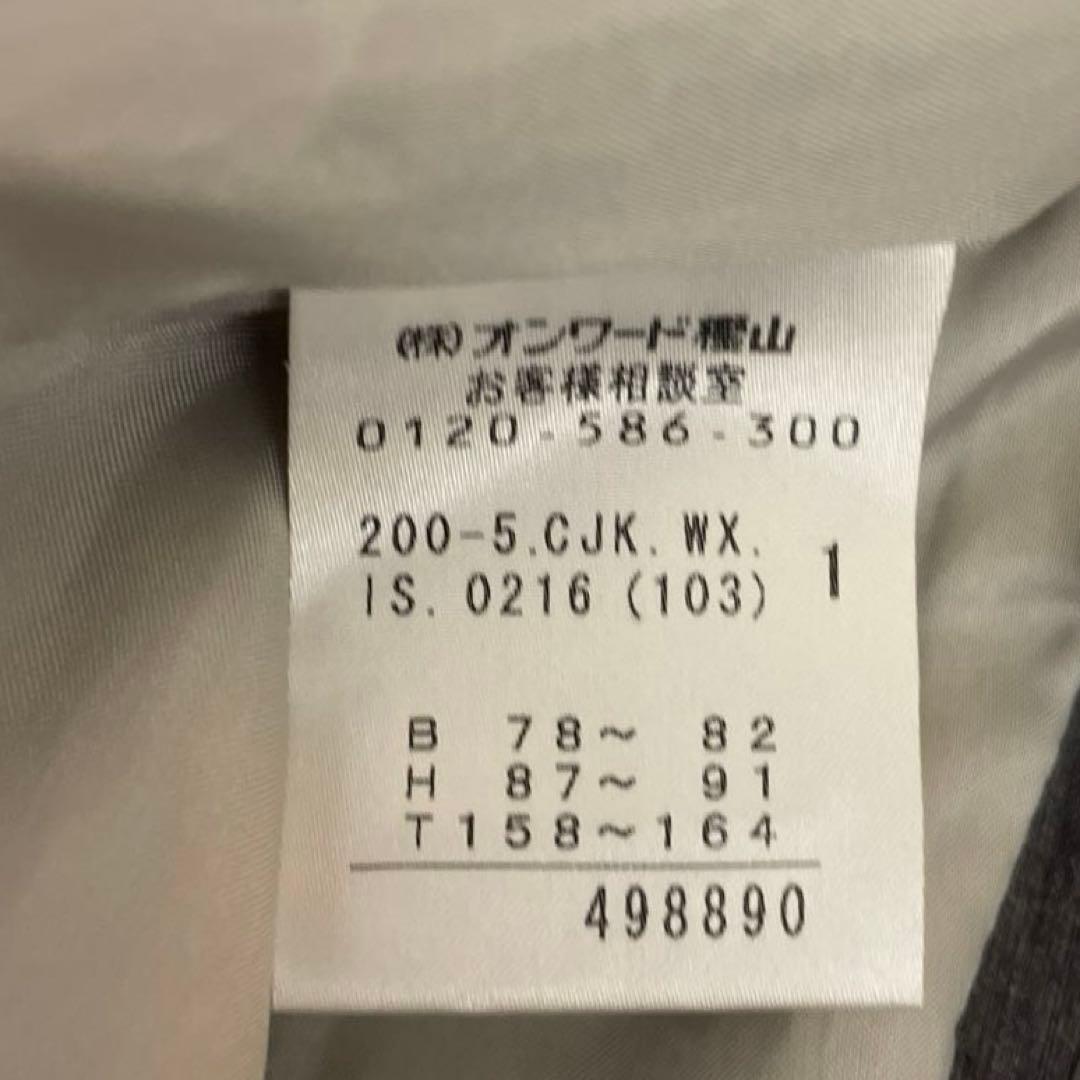 (株)オンワード樫山
お客様相談室
0120-586-300
200-5.CJK.WX.
IS.0216(103) 1
B 78~ 82
H 87~ 91
T158~164
498890